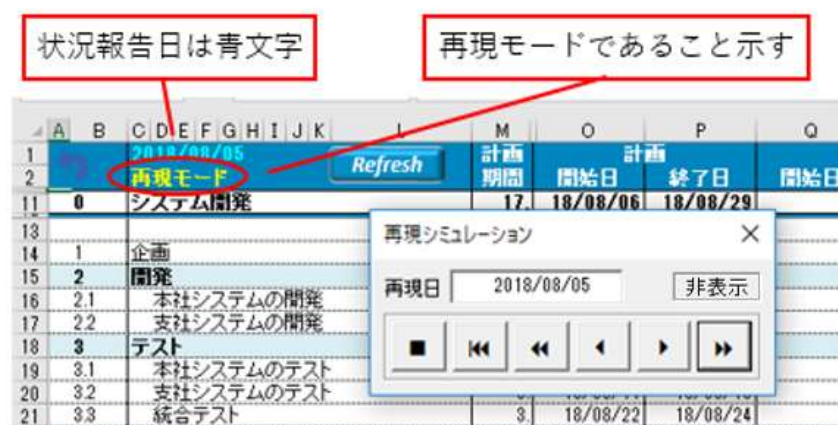 状況報告日は青文字
再現モードであること示す
A B C D E F G H I J K L M O P Q
1 2018/08/05 Refresh 計画 計画
2 再現モード 期間 開始日 終了日 開始日
11 0 システム開発 17. 18/08/06 18/08/29
13
14 1 企画
15 2 開発
16 2.1 本社システムの開発
17 2.2 支社システムの開発
18 3 テスト
19 3.1 本社システムのテスト
20 3.2 支社システムのテスト
21 3.3 統合テスト 3. 18/08/22 18/08/24
再現シミュレーション ×
再現日 2018/08/05 非表示